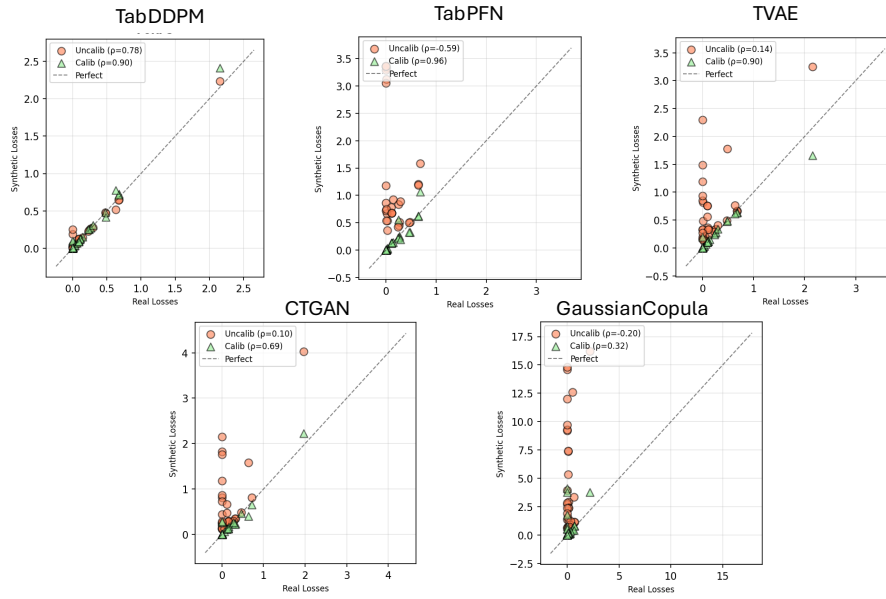 TabDDPM
TabPFN
TVAE
Uncalib (ρ=0.78)
Calib (ρ=0.90)
Perfect
2.5
2.0
1.5
1.0
0.5
0.0
Synthetic Losses
0.0 0.5 1.0 1.5 2.0 2.5
Real Losses
Uncalib (ρ=-0.59)
Calib (ρ=0.96)
Perfect
3.5
3.0
2.5
2.0
1.5
1.0
0.5
0.0
−0.5
Synthetic Losses
0 1 2 3
Real Losses
Uncalib (ρ=0.14)
Calib (ρ=0.90)
Perfect
3.5
3.0
2.5
2.0
1.5
1.0
0.5
0.0
−0.5
Synthetic Losses
0 1 2 3
Real Losses
CTGAN
GaussianCopula
Uncalib (ρ=0.10)
Calib (ρ=0.69)
Perfect
4
3
2
1
0
Synthetic Losses
0 1 2 3 4
Real Losses
Uncalib (ρ=-0.20)
Calib (ρ=0.32)
Perfect
17.5
15.0
12.5
10.0
7.5
5.0
2.5
0.0
−2.5
Synthetic Losses
0 5 10 15
Real Losses